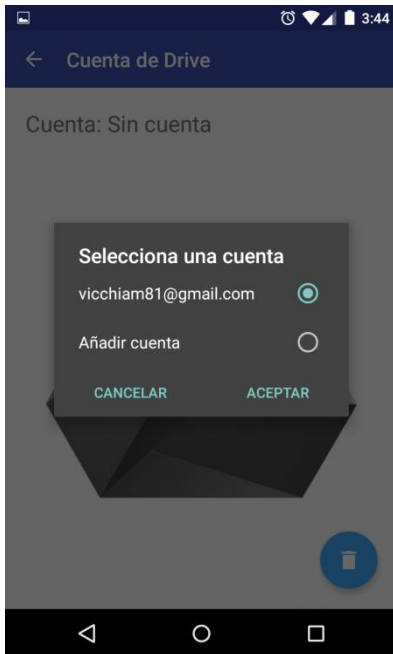 3:44
Cuenta de Drive
Cuenta: Sin cuenta
Selecciona una cuenta
vicchiam81@gmail.com
Añadir cuenta
CANCELAR ACEPTAR